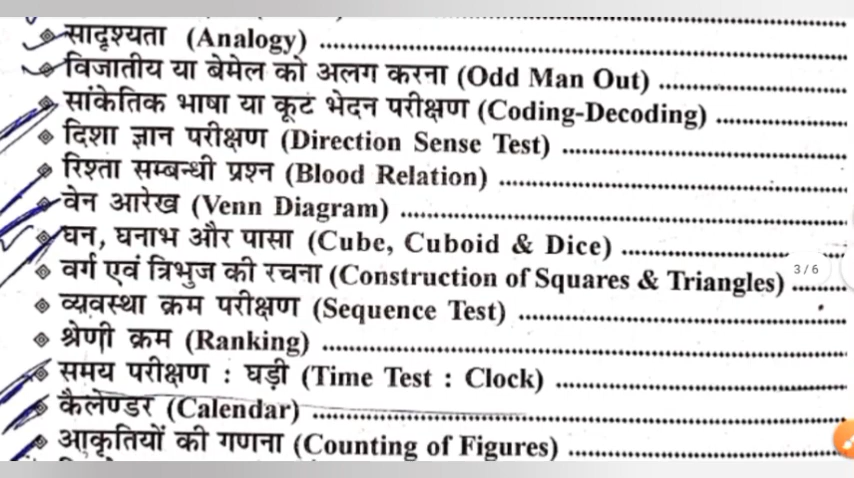 सादृश्यता (Analogy) ................................
विजातीय या बेमेल को अलग करना (Odd Man Out) ................
सांकेतिक भाषा या कूट भेदन परीक्षण (Coding-Decoding) ................
दिशा ज्ञान परीक्षण (Direction Sense Test) ................
रिश्ता सम्बन्धी प्रश्न (Blood Relation) ................
वेन आरेख (Venn Diagram) ................
घन, घनाभ और पासा (Cube, Cuboid & Dice) ................
वर्ग एवं त्रिभुज की रचना (Construction of Squares & Triangles) ........
3 / 6
व्यवस्था क्रम परीक्षण (Sequence Test) ................
श्रेणी क्रम (Ranking) ................
समय परीक्षण : घड़ी (Time Test : Clock) ................
कैलेण्डर (Calendar) ................
आकृतियों की गणना (Counting of Figures) ................